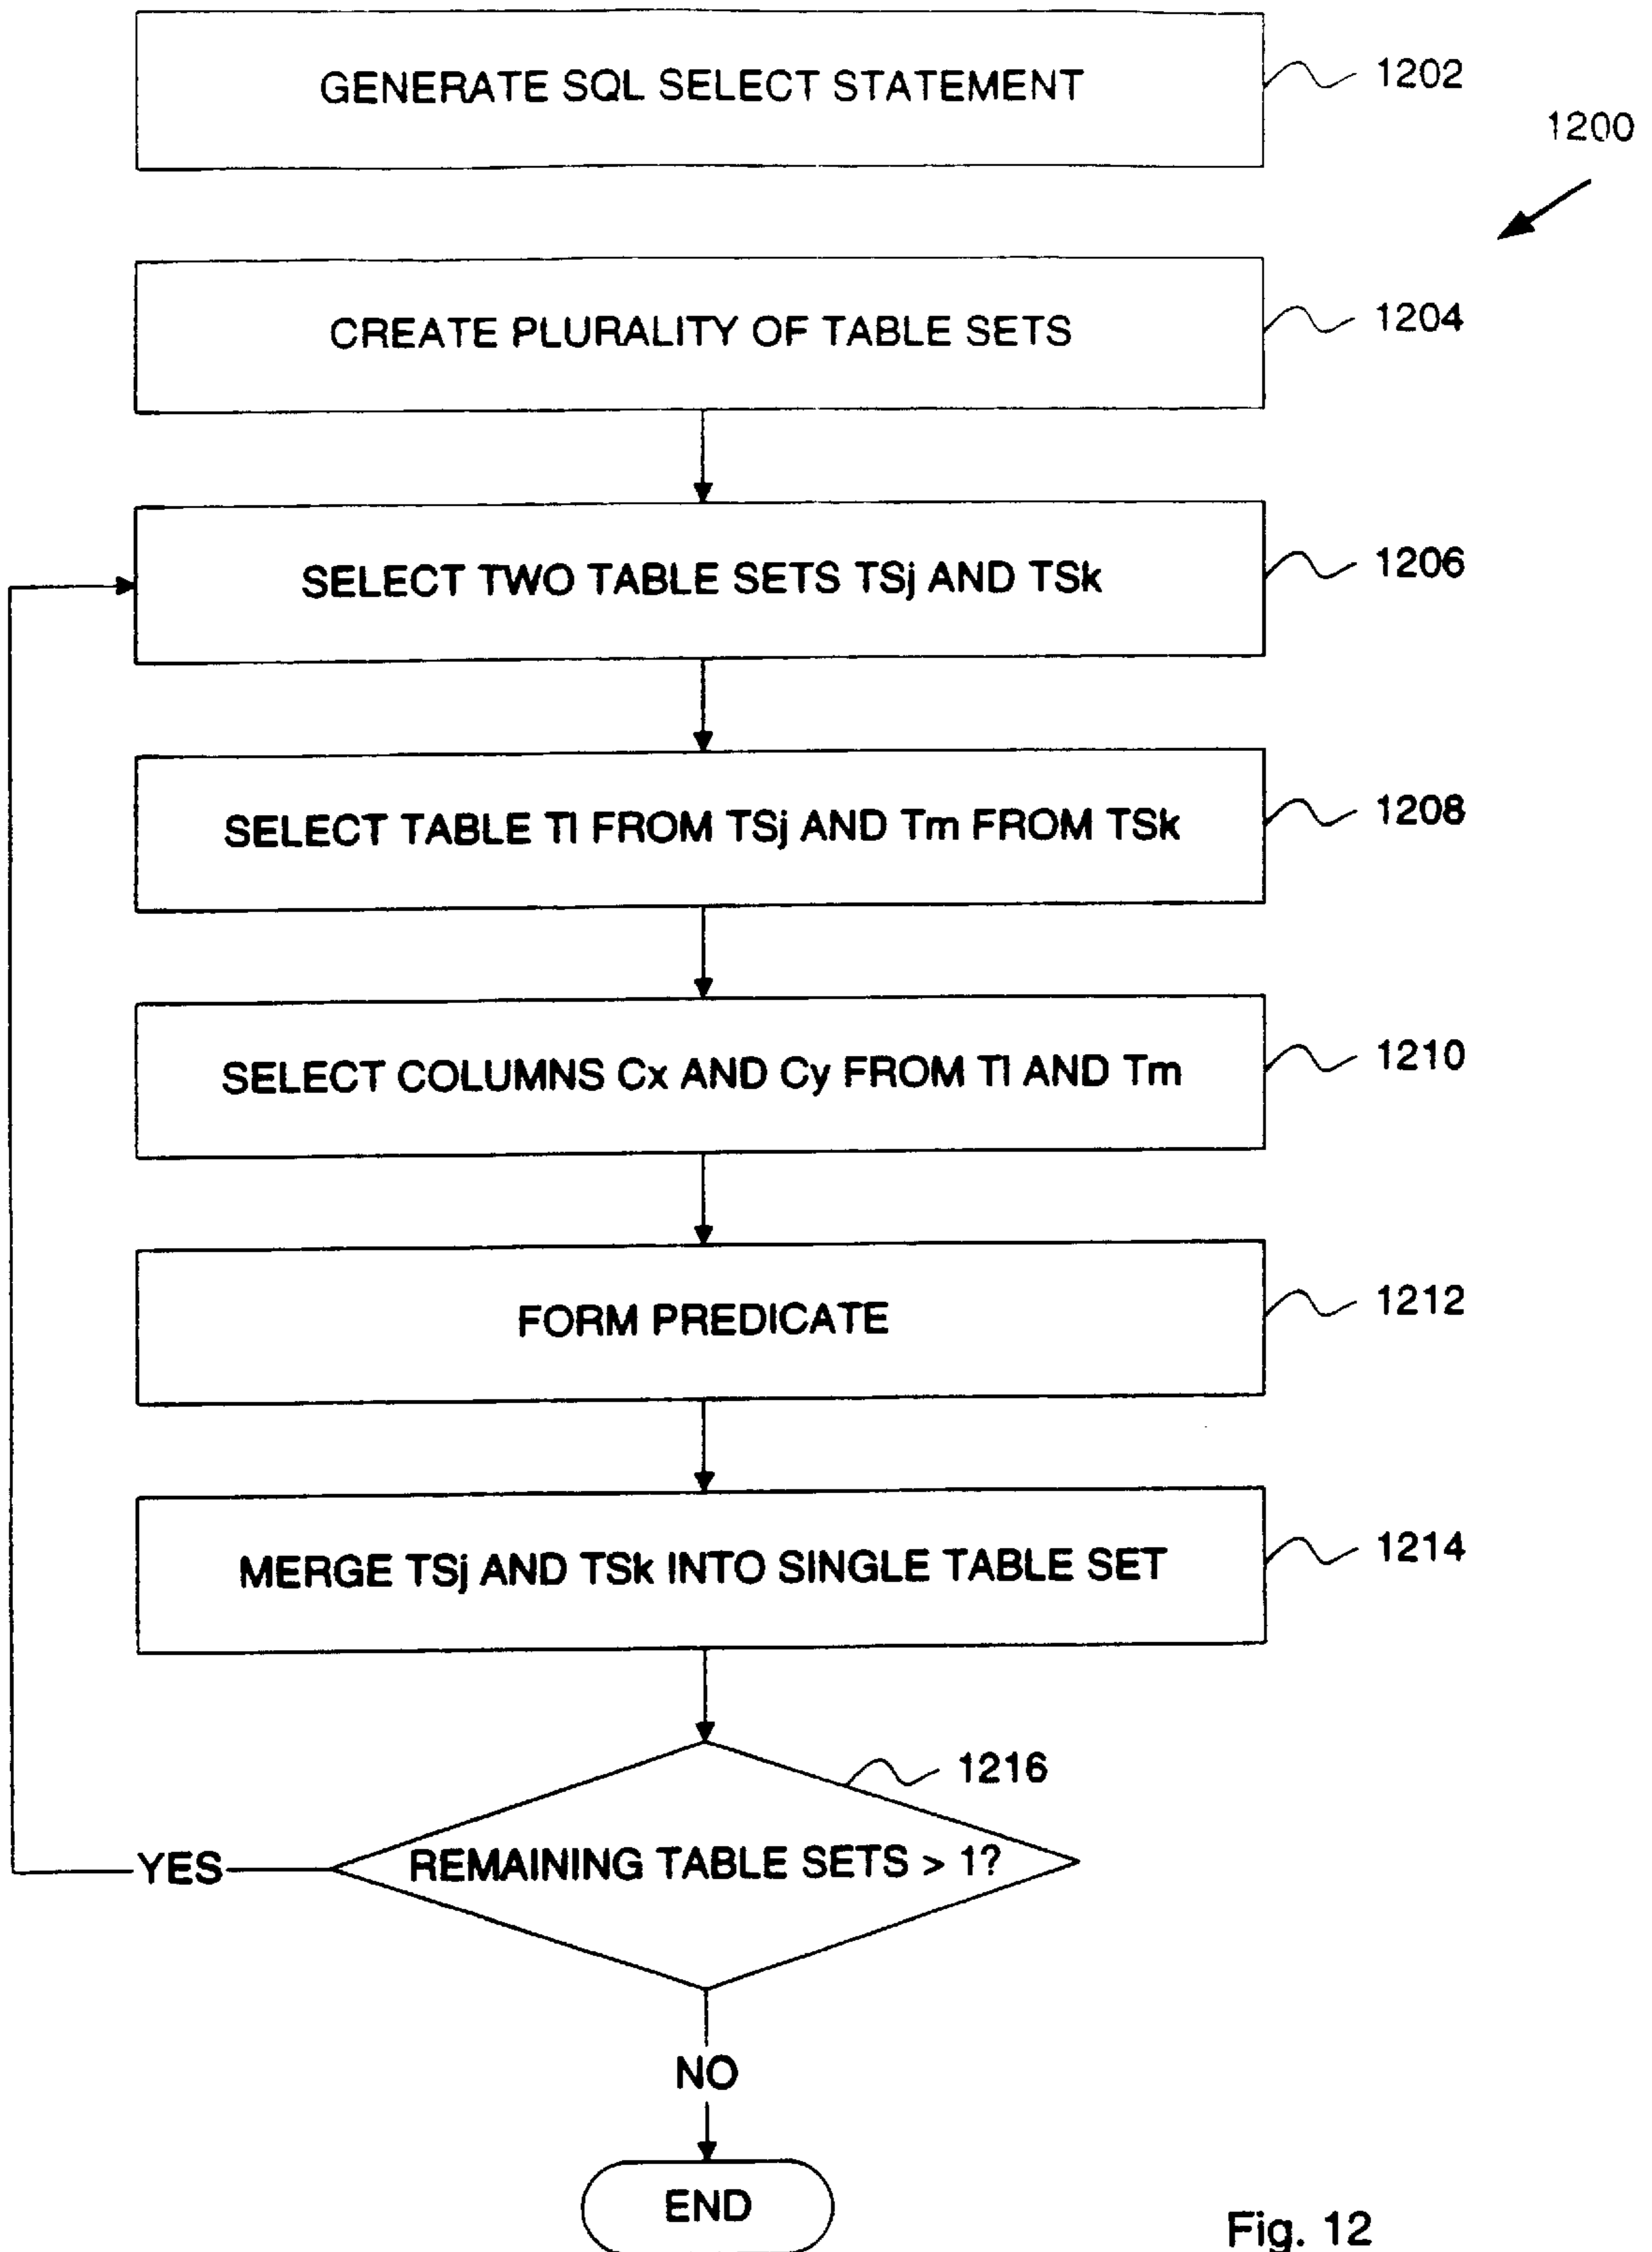 GENERATE SQL SELECT STATEMENT
1202
1200
CREATE PLURALITY OF TABLE SETS
1204
SELECT TWO TABLE SETS TSj AND TSk
1206
SELECT TABLE Tl FROM TSj AND Tm FROM TSk
1208
SELECT COLUMNS Cx AND Cy FROM Tl AND Tm
1210
FORM PREDICATE
1212
MERGE TSj AND TSk INTO SINGLE TABLE SET
1214
1216
REMAINING TABLE SETS > 1?
YES
NO
END
Fig. 12